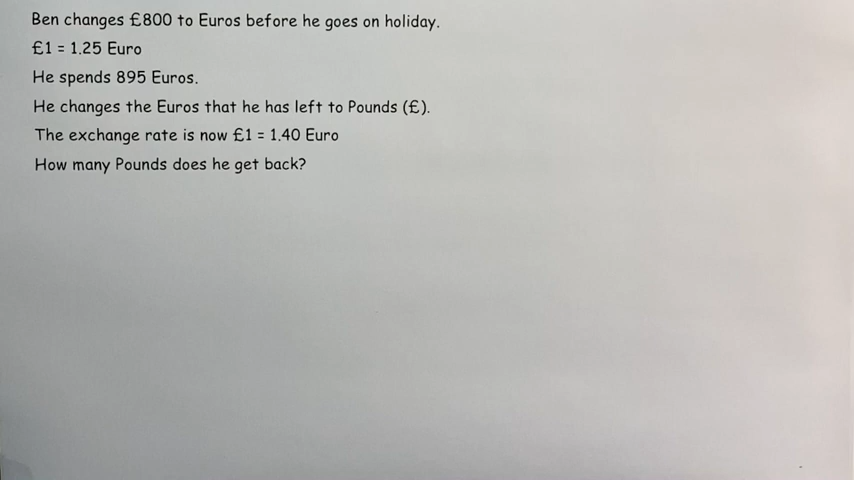 Ben changes £800 to Euros before he goes on holiday.
£1 = 1.25 Euro
He spends 895 Euros.
He changes the Euros that he has left to Pounds (£).
The exchange rate is now £1 = 1.40 Euro
How many Pounds does he get back?